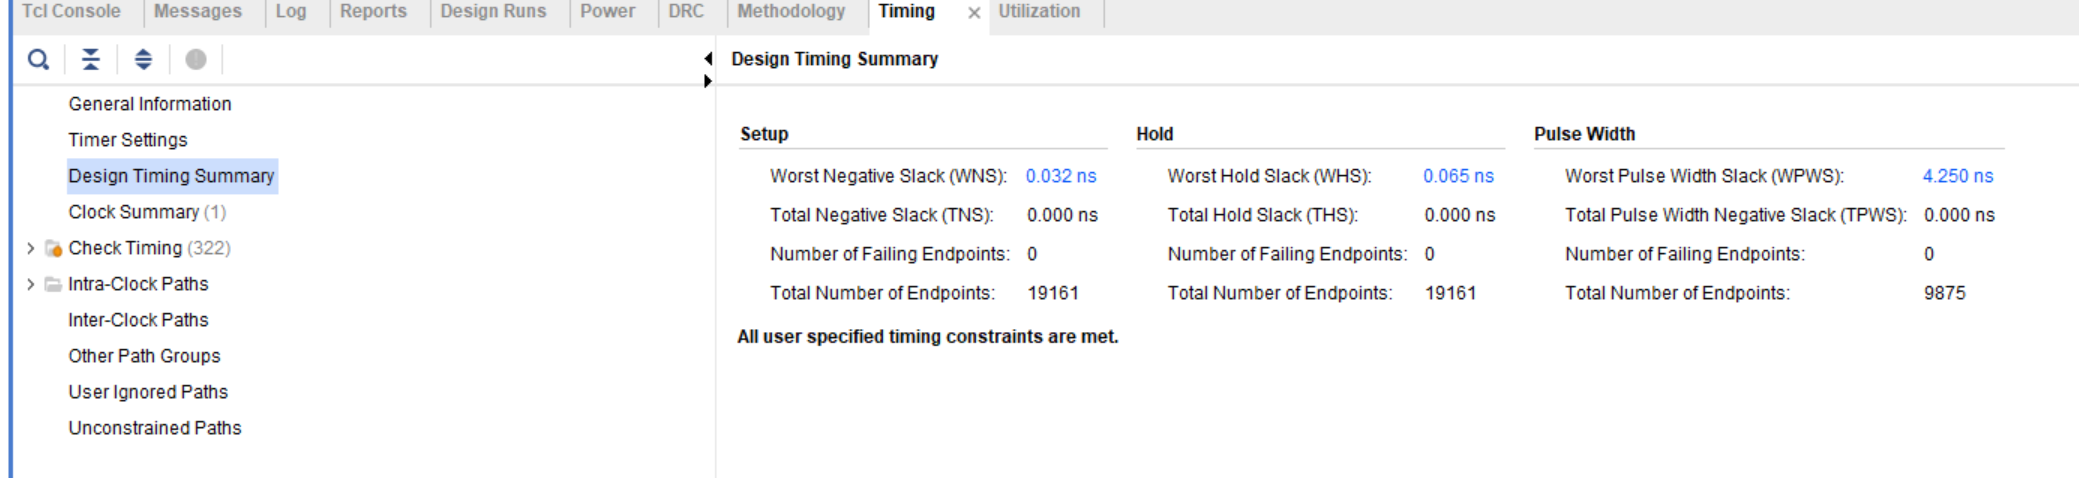 Tcl Console Messages Log Reports Design Runs Power DRC Methodology Timing × Utilization
Design Timing Summary
General Information
Timer Settings
Design Timing Summary
Clock Summary (1)
Check Timing (322)
Intra-Clock Paths
Inter-Clock Paths
Other Path Groups
User Ignored Paths
Unconstrained Paths
Setup Hold Pulse Width
Worst Negative Slack (WNS): 0.032 ns Worst Hold Slack (WHS): 0.065 ns Worst Pulse Width Slack (WPWS): 4.250 ns
Total Negative Slack (TNS): 0.000 ns Total Hold Slack (THS): 0.000 ns Total Pulse Width Negative Slack (TPWS): 0.000 ns
Number of Failing Endpoints: 0 Number of Failing Endpoints: 0 Number of Failing Endpoints: 0
Total Number of Endpoints: 19161 Total Number of Endpoints: 19161 Total Number of Endpoints: 9875
All user specified timing constraints are met.